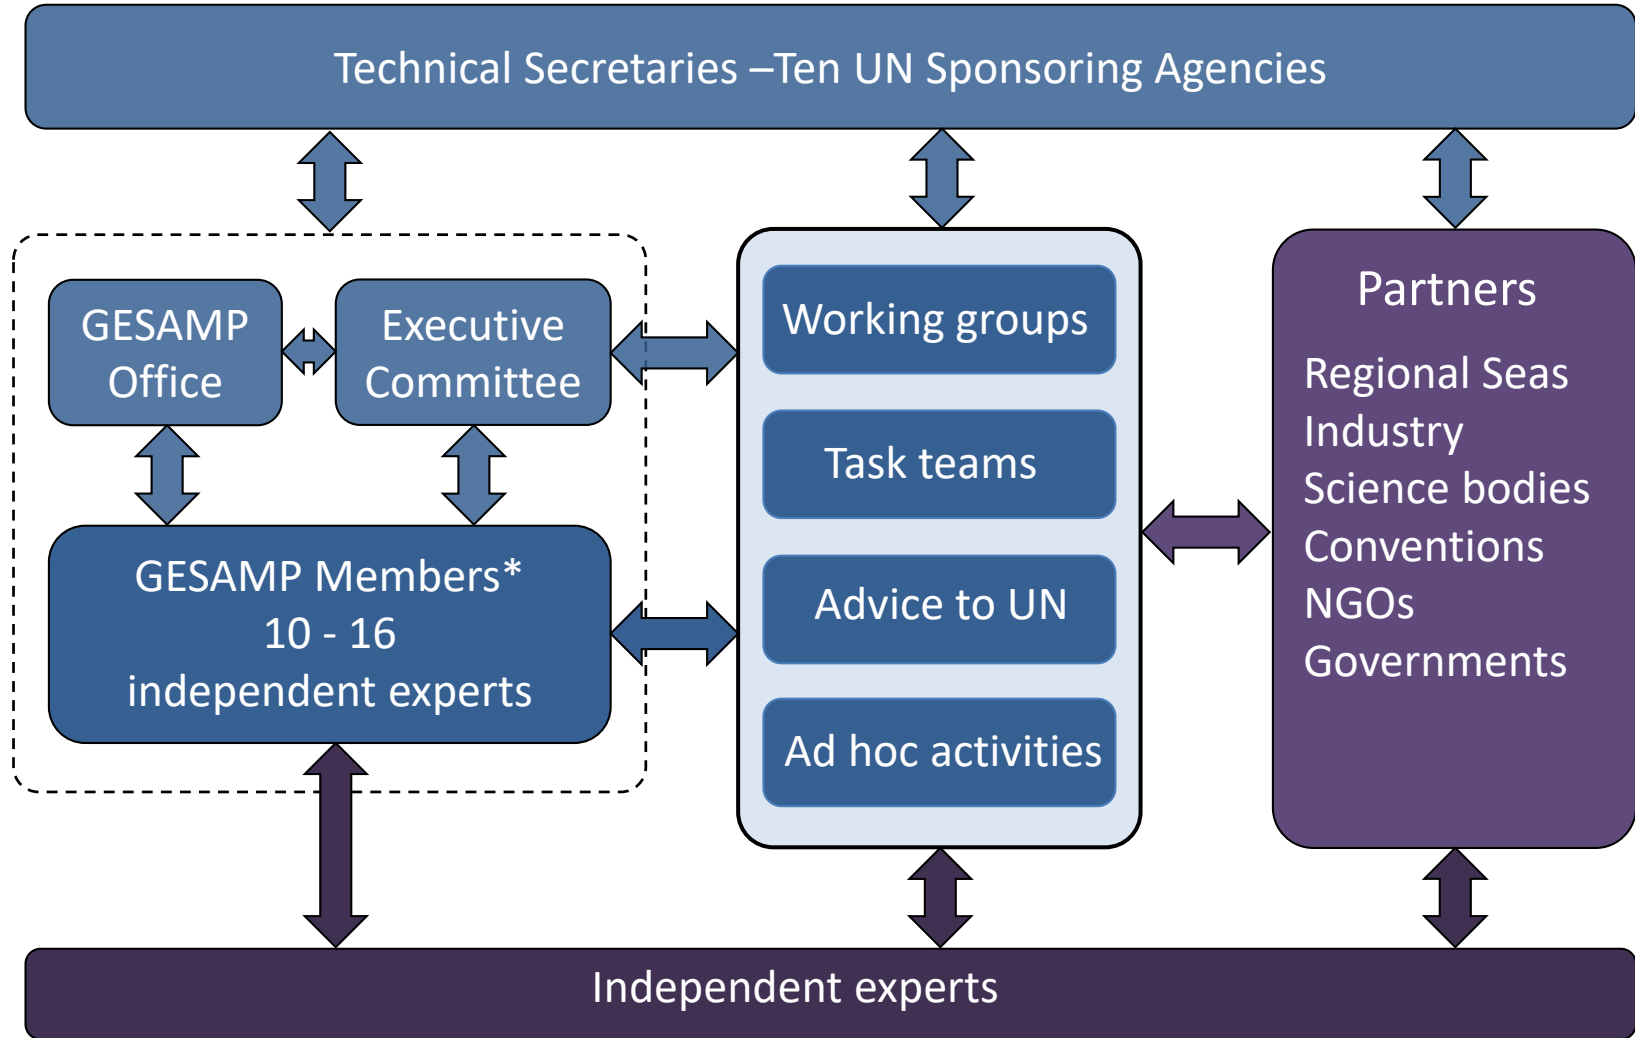 Technical Secretaries –Ten UN Sponsoring Agencies
GESAMP
Office
Executive
Committee
GESAMP Members*
10 - 16
independent experts
Working groups
Task teams
Advice to UN
Ad hoc activities
Partners
Regional Seas
Industry
Science bodies
Conventions
NGOs
Governments
Independent experts